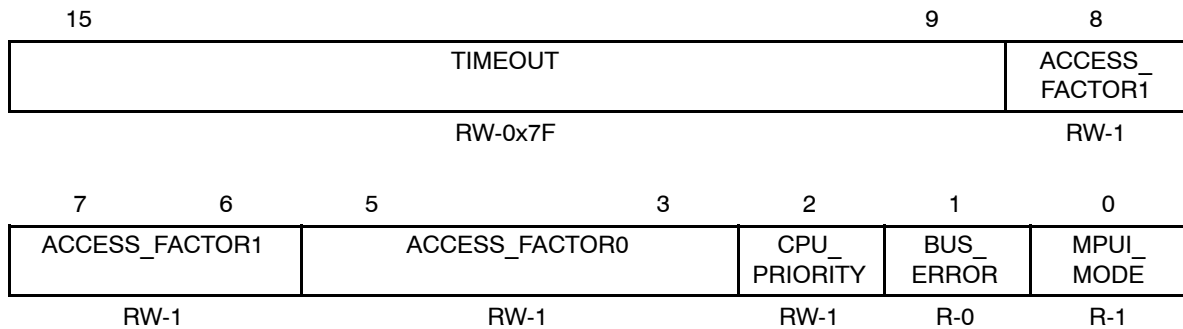 15 9 8
TIMEOUT ACCESS_
FACTOR1
RW-0x7F RW-1
7 6 5 3 2 1 0
ACCESS_FACTOR1 ACCESS_FACTOR0 CPU_ BUS_ MPUI_
PRIORITY ERROR MODE
RW-1 RW-1 RW-1 R-0 R-1